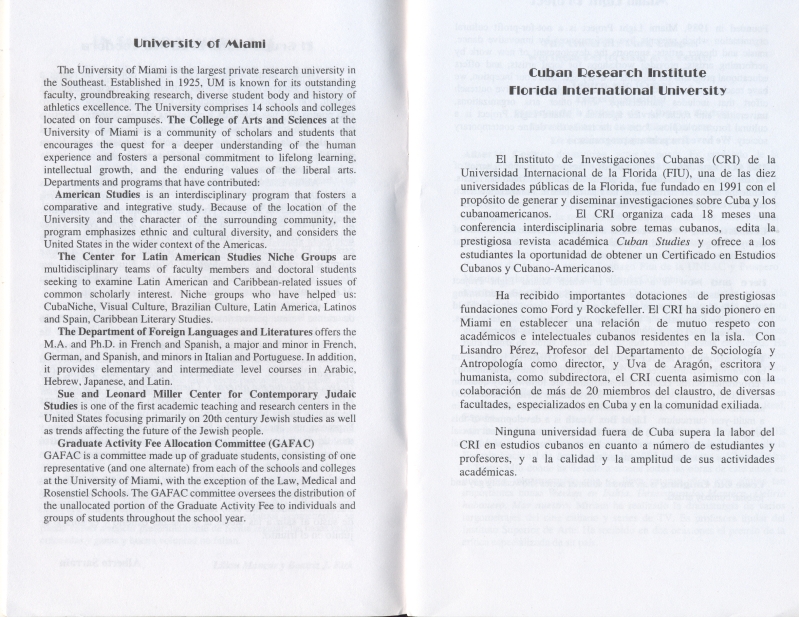 University of Miami
The University of Miami is the largest private research university in
the Southeast. Established in 1925, UM is known for its outstanding
faculty, groundbreaking research, diverse student body and history of
athletics excellence. The University comprises 14 schools and colleges
located on four campuses. The College of Arts and Sciences at the
University of Miami is a community of scholars and students that
encourages the quest for a deeper understanding of the human
experience and fosters a personal commitment to lifelong learning,
intellectual growth, and the enduring values of the liberal arts.
Departments and programs that have contributed:
American Studies is an interdisciplinary program that fosters a
comparative and integrative study. Because of the location of the
University and the character of the surrounding community, the
program emphasizes ethnic and cultural diversity, and considers the
United States in the wider context of the Americas.
The Center for Latin American Studies Niche Groups are
multidisciplinary teams of faculty members and doctoral students
seeking to examine Latin American and Caribbean-related issues of
common scholarly interest. Niche groups who have helped us:
CubaNiche, Visual Culture, Brazilian Culture, Latin America, Latinos
and Spain, Caribbean Literary Studies.
The Department of Foreign Languages and Literatures offers the
M.A. and Ph.D. in French and Spanish, a major and minor in French,
German, and Spanish, and minors in Italian and Portuguese. In addition,
it provides elementary and intermediate level courses in Arabic,
Hebrew, Japanese, and Latin.
Sue and Leonard Miller Center for Contemporary Judaic
Studies is one of the first academic teaching and research centers in the
United States focusing primarily on 20th century Jewish studies as well
as trends affecting the future of the Jewish people.
Graduate Activity Fee Allocation Committee (GAFAC)
GAFAC is a committee made up of graduate students, consisting of one
representative (and one alternate) from each of the schools and colleges
at the University of Miami, with the exception of the Law, Medical and
Rosenstiel Schools. The GAFAC committee oversees the distribution of
the unallocated portion of the Graduate Activity Fee to individuals and
groups of students throughout the school year.
Cuban Research Institute
Florida International University
El Instituto de Investigaciones Cubanas (CRI) de la
Universidad Internacional de la Florida (FIU), una de las diez
universidades públicas de la Florida, fue fundado en 1991 con el
propósito de generar y diseminar investigaciones sobre Cuba y los
cubanoamericanos. El CRI organiza cada 18 meses una
conferencia interdisciplinaria sobre temas cubanos, edita la
prestigiosa revista académica Cuban Studies y ofrece a los
estudiantes la oportunidad de obtener un Certificado en Estudios
Cubanos y Cubano-Americanos.
Ha recibido importantes dotaciones de prestigiosas
fundaciones como Ford y Rockefeller. El CRI ha sido pionero en
Miami en establecer una relación de mutuo respeto con
académicos e intelectuales cubanos residentes en la isla. Con
Lisandro Pérez, Profesor del Departamento de Sociología y
Antropología como director, y Uva de Aragón, escritora y
humanista, como subdirectora, el CRI cuenta asimismo con la
colaboración de más de 20 miembros del claustro, de diversas
facultades, especializados en Cuba y en la comunidad exiliada.
Ninguna universidad fuera de Cuba supera la labor del
CRI en estudios cubanos en cuanto a número de estudiantes y
profesores, y a la calidad y la amplitud de sus actividades
académicas.